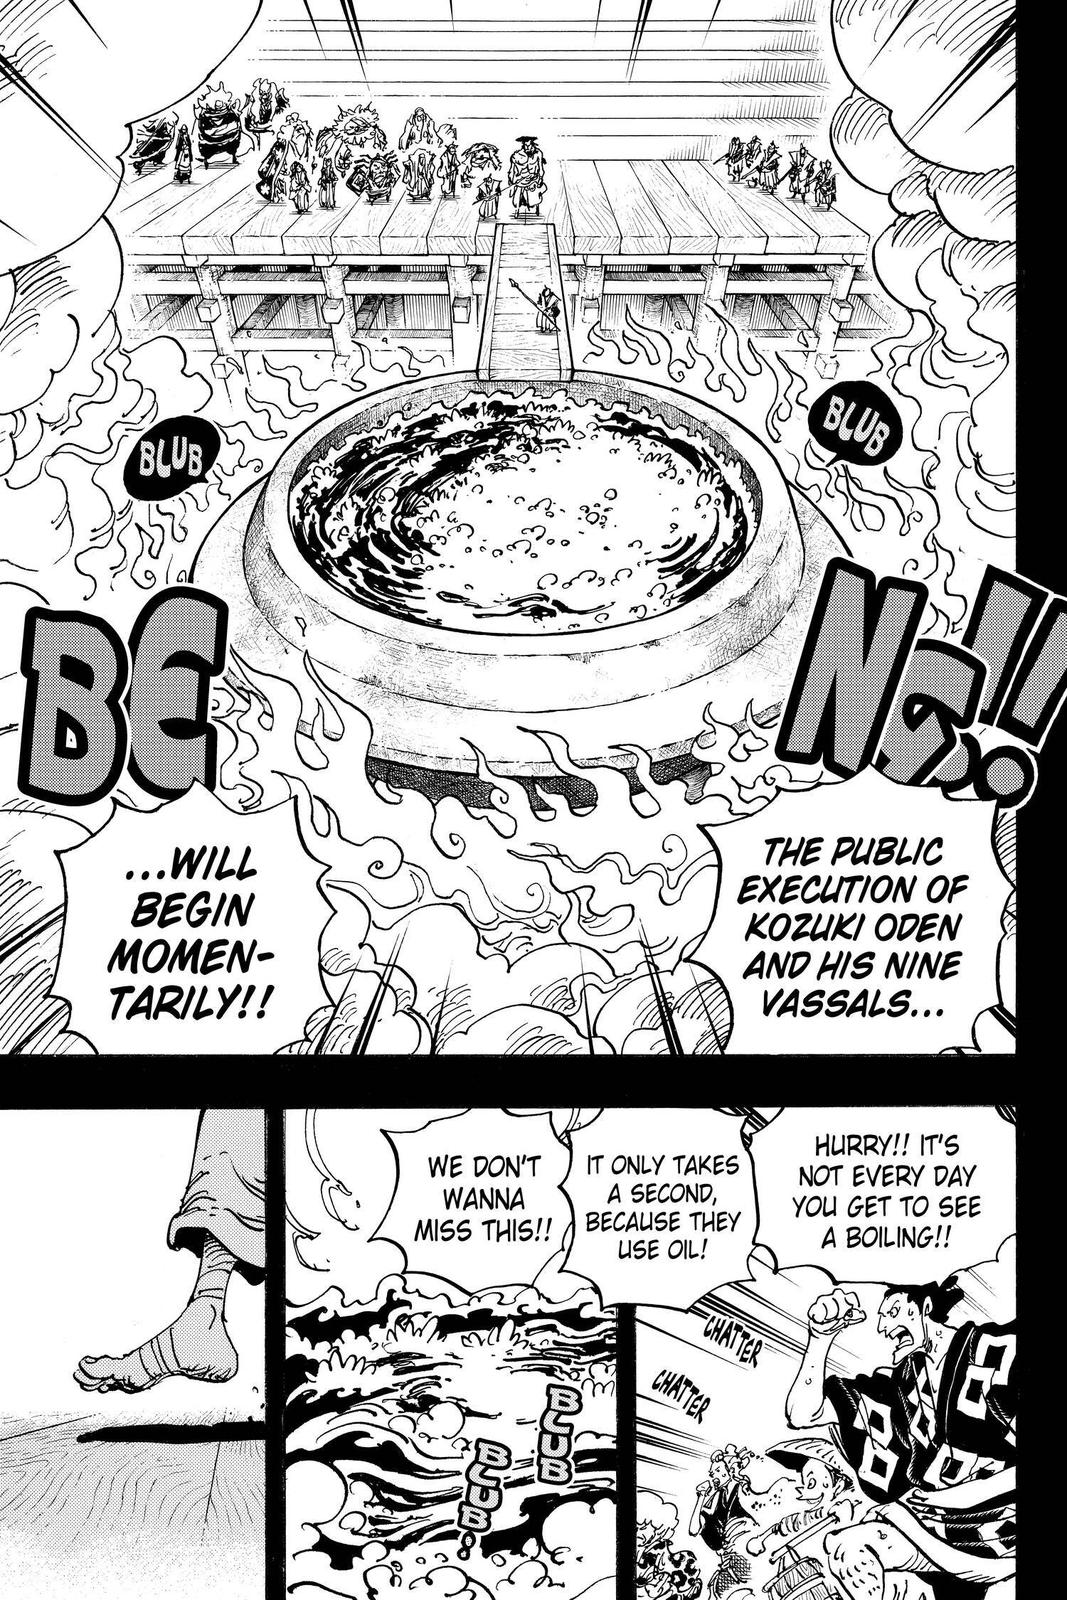 BLUB
BLUB
BE
NG!!
THE PUBLIC
EXECUTION OF
KOZUKI ODEN
AND HIS NINE
VASSALS...
...WILL
BEGIN
MOMEN-
TARILY!!
HURRY!! IT'S
NOT EVERY DAY
YOU GET TO SEE
A BOILING!!
CHATTER
CHATTER
IT ONLY TAKES
A SECOND,
BECAUSE THEY
USE OIL!
WE DON'T
WANNA
MISS THIS!!
BLUB
BLUB